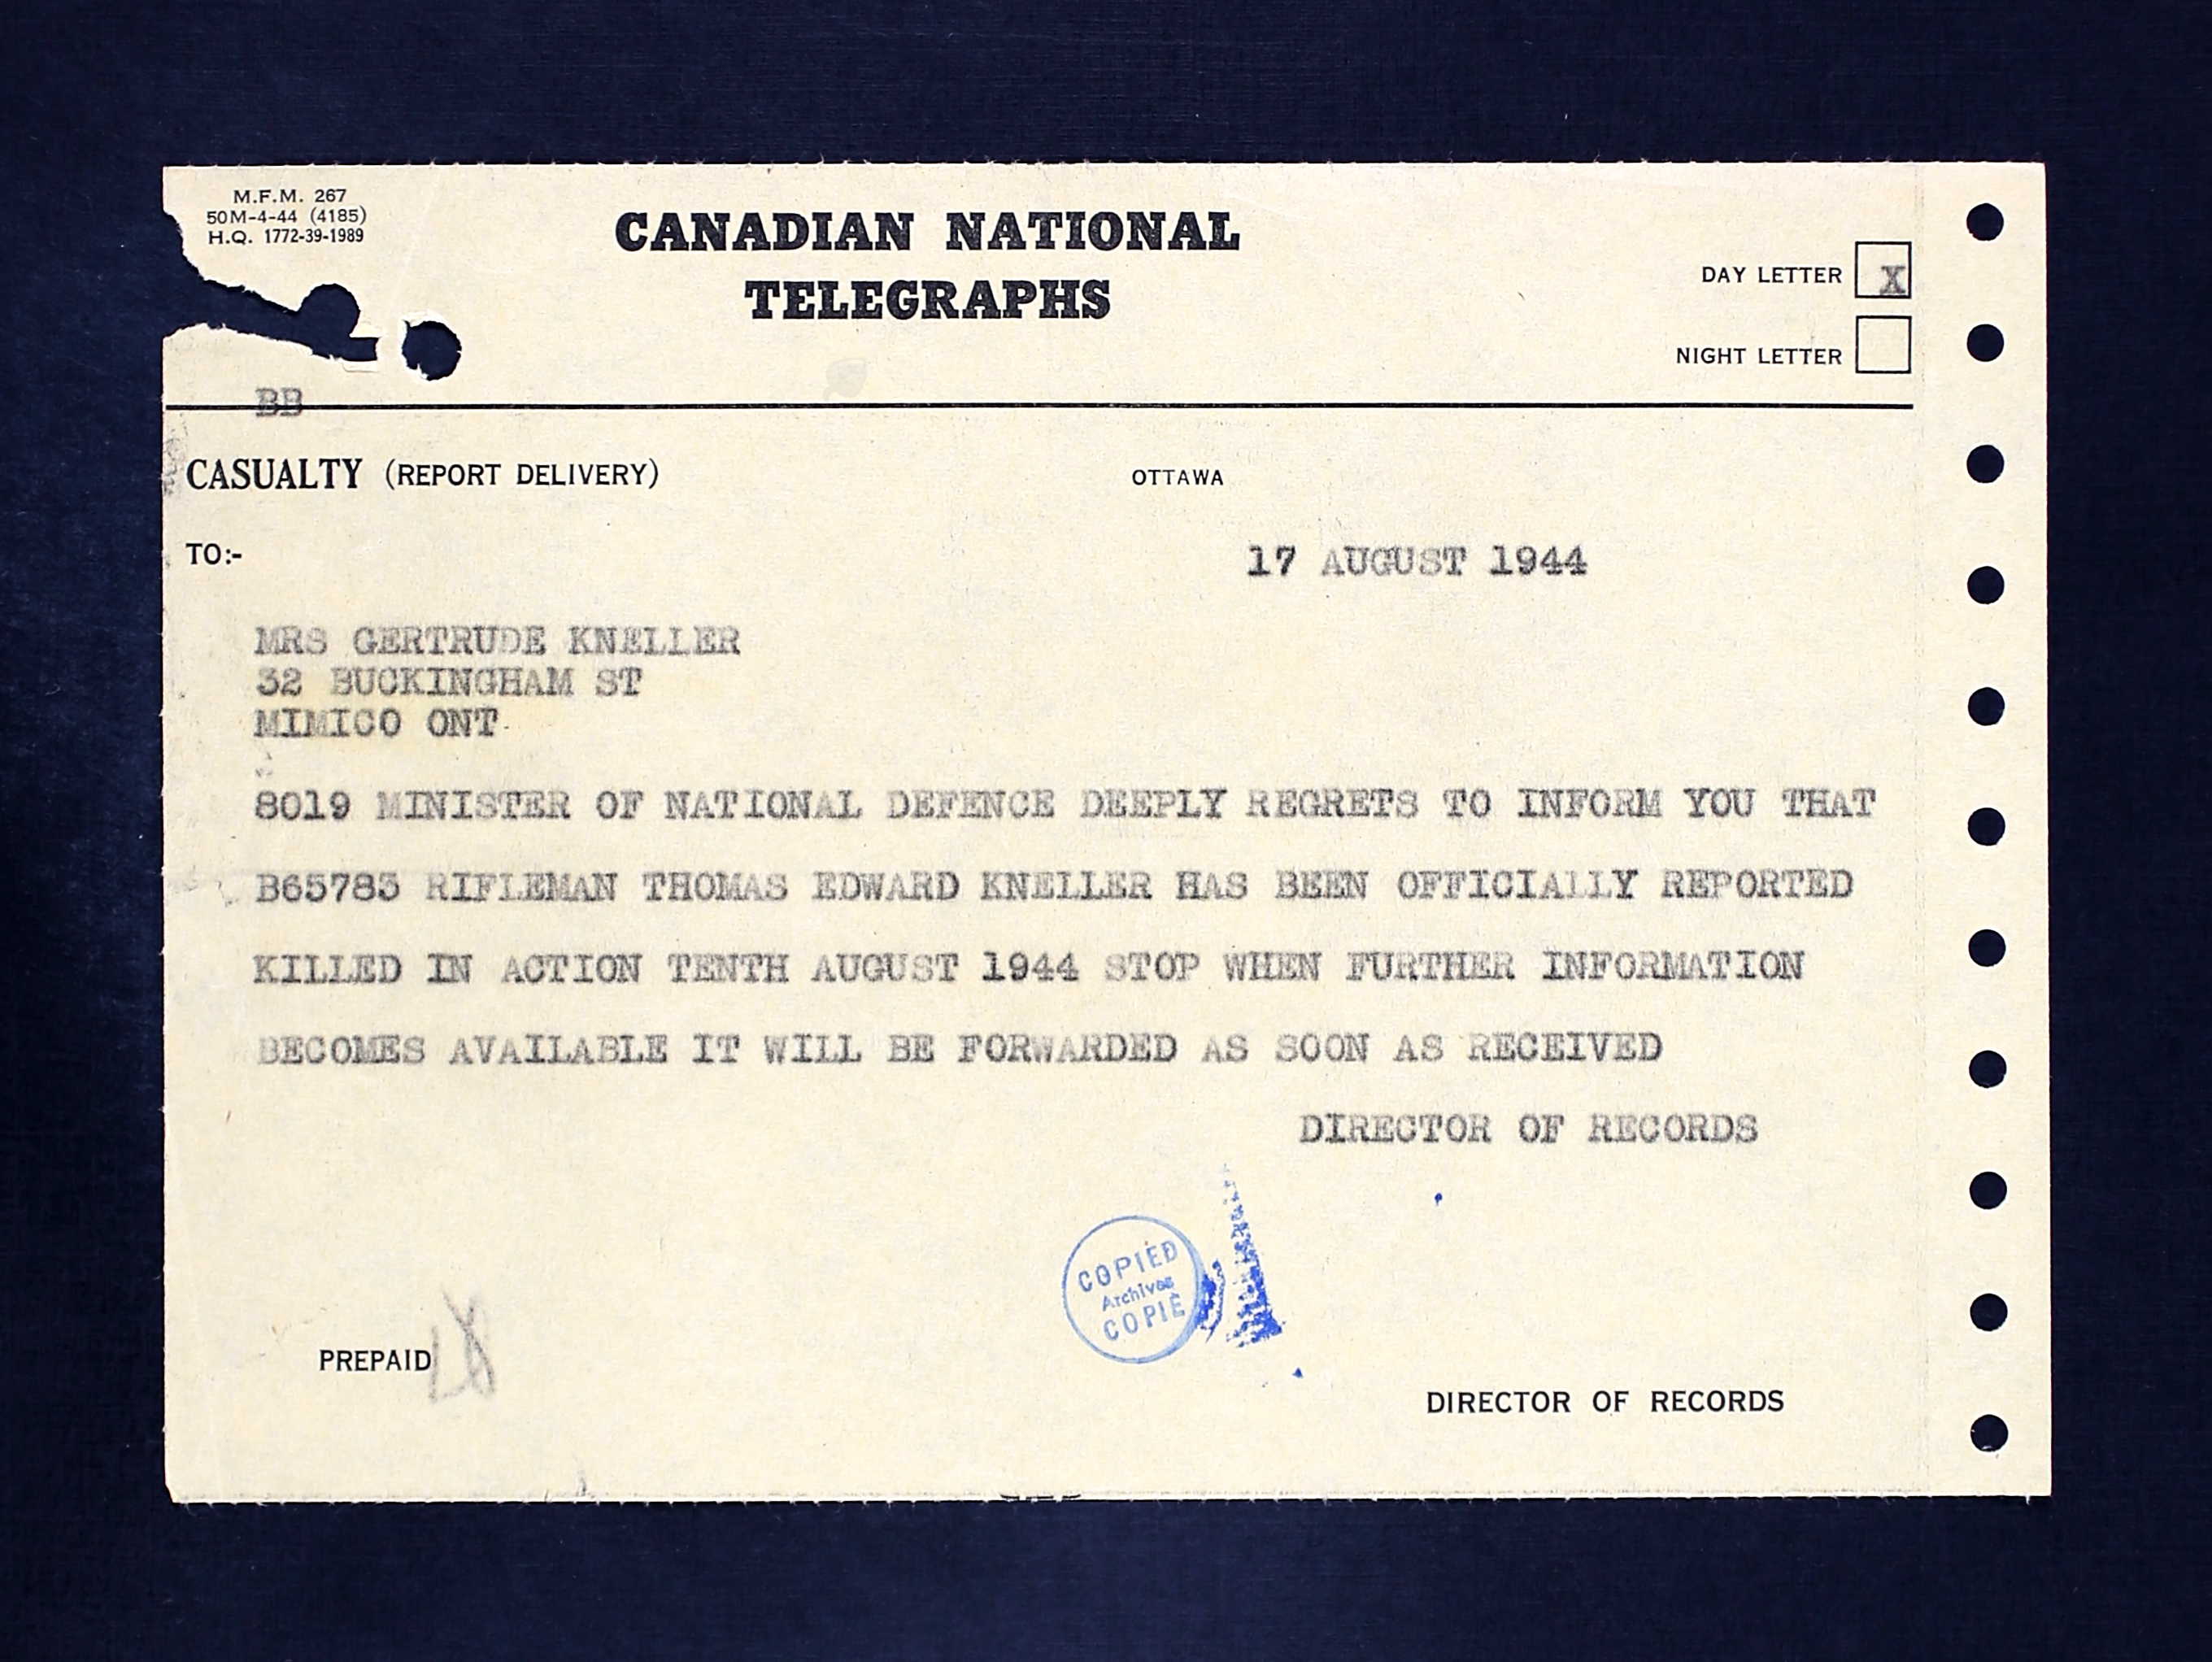 M.F.M. 267
50M-4-44 (4185)
H.Q. 1772-39-1989
CANADIAN NATIONAL
TELEGRAPHS
DAY LETTER X
NIGHT LETTER
BB
CASUALTY (REPORT DELIVERY) OTTAWA
TO:-
17 AUGUST 1944
MRS GERTRUDE KNELLER
32 BUCKINGHAM ST
MIMICO ONT
8019 MINISTER OF NATIONAL DEFENCE DEEPLY REGRETS TO INFORM YOU THAT
B65783 RIFLEMAN THOMAS EDWARD KNELLER HAS BEEN OFFICIALLY REPORTED
KILLED IN ACTION TENTH AUGUST 1944 STOP WHEN FURTHER INFORMATION
BECOMES AVAILABLE IT WILL BE FORWARDED AS SOON AS RECEIVED
DIRECTOR OF RECORDS
COPIED
Archives
COPIÉ
PREPAID
DIRECTOR OF RECORDS